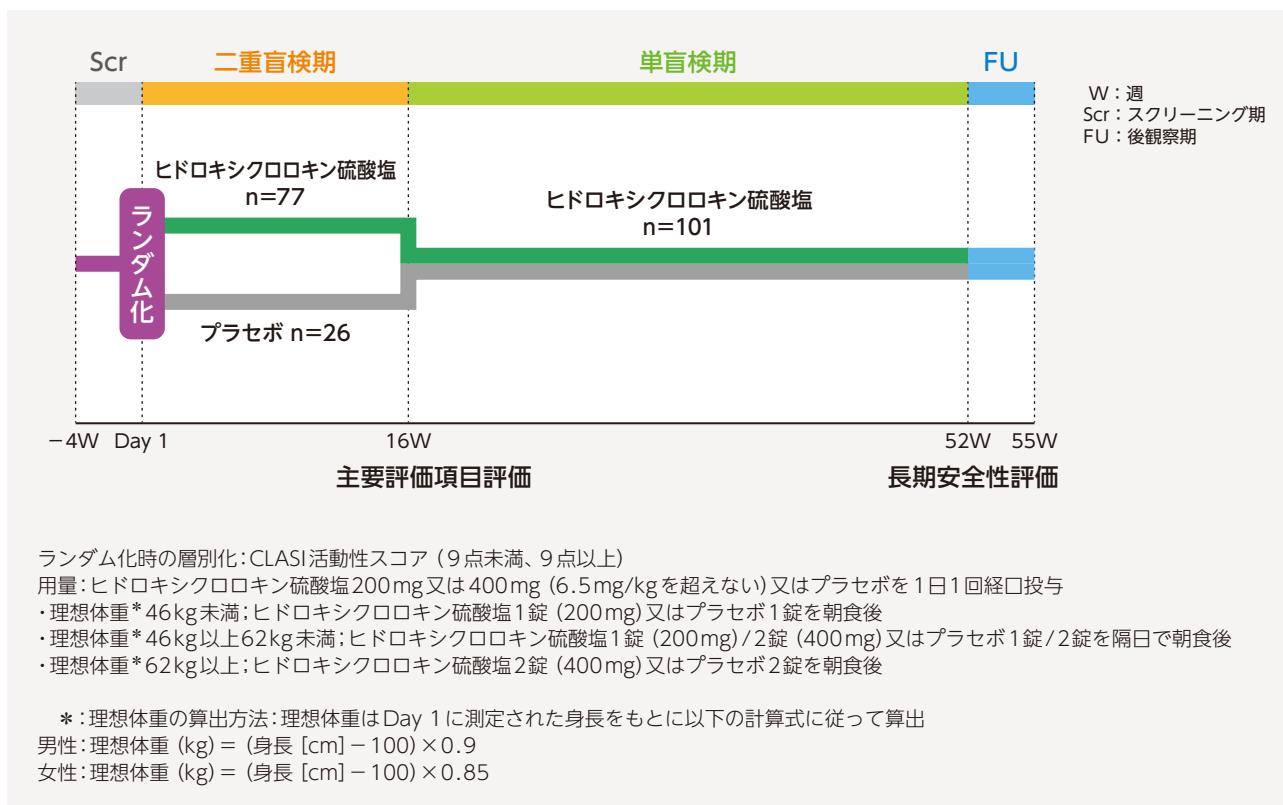 Scr 二重盲検期 単盲検期 FU
W：週
Scr：スクリーニング期
FU：後観察期
ヒドロキシクロロキン硫酸塩
n=77
ランダム化
ヒドロキシクロロキン硫酸塩
n=101
プラセボ n=26
−4W Day 1 16W 52W 55W
主要評価項目評価 長期安全性評価
ランダム化時の層別化：CLASI活動性スコア（9点未満、9点以上）
用量：ヒドロキシクロロキン硫酸塩200mg又は400mg（6.5mg/kgを超えない）又はプラセボを1日1回経口投与
・理想体重＊46kg未満；ヒドロキシクロロキン硫酸塩1錠（200mg）又はプラセボ1錠を朝食後
・理想体重＊46kg以上62kg未満；ヒドロキシクロロキン硫酸塩1錠（200mg）/2錠（400mg）又はプラセボ1錠/2錠を隔日で朝食後
・理想体重＊62kg以上；ヒドロキシクロロキン硫酸塩2錠（400mg）又はプラセボ2錠を朝食後
＊：理想体重の算出方法：理想体重はDay 1に測定された身長をもとに以下の計算式に従って算出
男性：理想体重（kg）＝（身長［cm］−100）×0.9
女性：理想体重（kg）＝（身長［cm］−100）×0.85